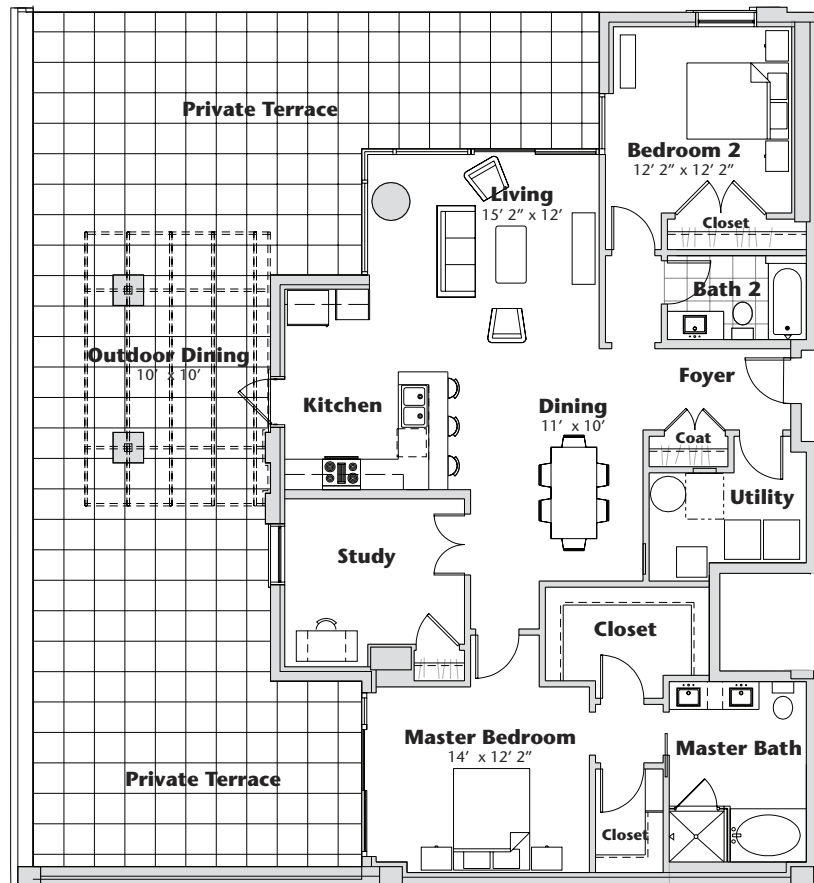 Private Terrace
Bedroom 2
12’ 2” x 12’ 2”
Living
15’ 2” x 12’
Closet
Bath 2
Outdoor Dining
10’ x 10’
Foyer
Kitchen
Dining
11’ x 10’
Coat
Utility
Study
Closet
Master Bedroom
14’ x 12’ 2”
Master Bath
Private Terrace
Closet